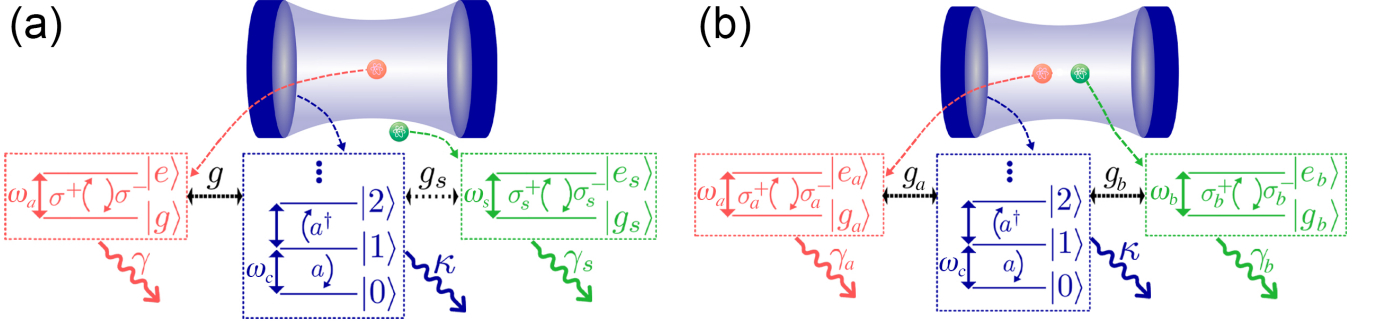 (a)
(b)
ω_a
σ⁺
σ⁻
|e⟩
|g⟩
γ
g
|2⟩
a†
|1⟩
ω_c
a
|0⟩
κ
g_s
ω_s
σ_s⁺
σ_s⁻
|e_s⟩
|g_s⟩
γ_s
ω_a
σ_a⁺
σ_a⁻
|e_a⟩
|g_a⟩
γ_a
g_a
|2⟩
a†
|1⟩
ω_c
a
|0⟩
κ
g_b
ω_b
σ_b⁺
σ_b⁻
|e_b⟩
|g_b⟩
γ_b